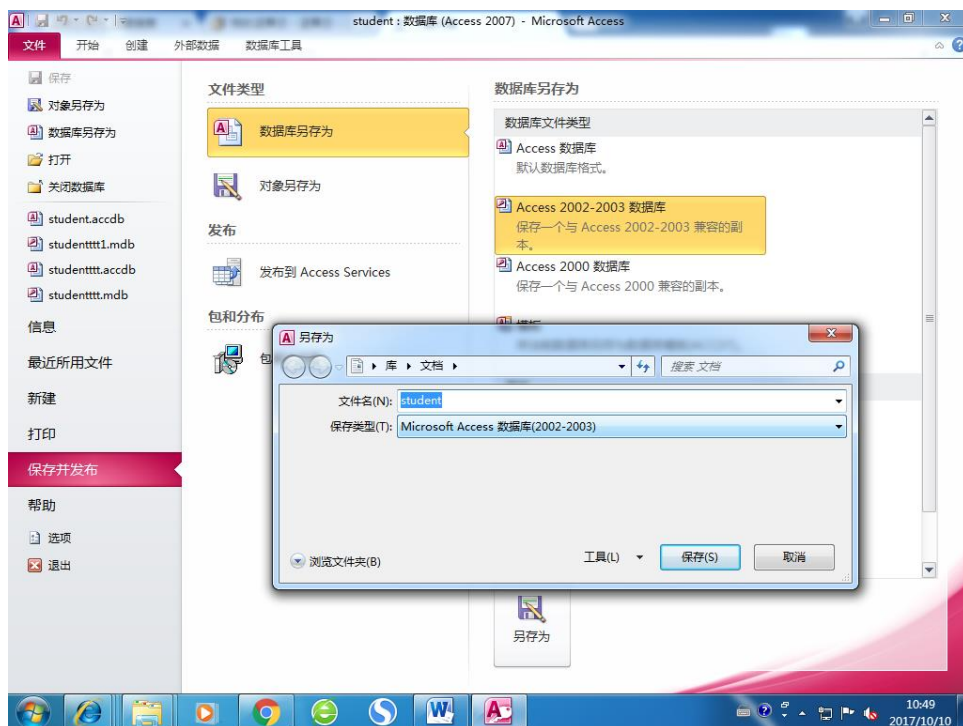 student : 数据库 (Access 2007) - Microsoft Access
文件 开始 创建 外部数据 数据库工具
保存
对象另存为
数据库另存为
打开
关闭数据库
student.accdb
studentttt1.mdb
studentttt.accdb
studentttt.mdb
信息
最近所用文件
新建
打印
保存并发布
帮助
选项
退出
文件类型
数据库另存为
对象另存为
发布
发布到 Access Services
包和分布
数据库另存为
数据库文件类型
Access 数据库
默认数据库格式。
Access 2002-2003 数据库
保存一个与 Access 2002-2003 兼容的副
本。
Access 2000 数据库
保存一个与 Access 2000 兼容的副本。
另存为
库 文档
搜索 文档
文件名(N): student
保存类型(T): Microsoft Access 数据库(2002-2003)
浏览文件夹(B)
工具(L) 保存(S) 取消
另存为
10:49
2017/10/10